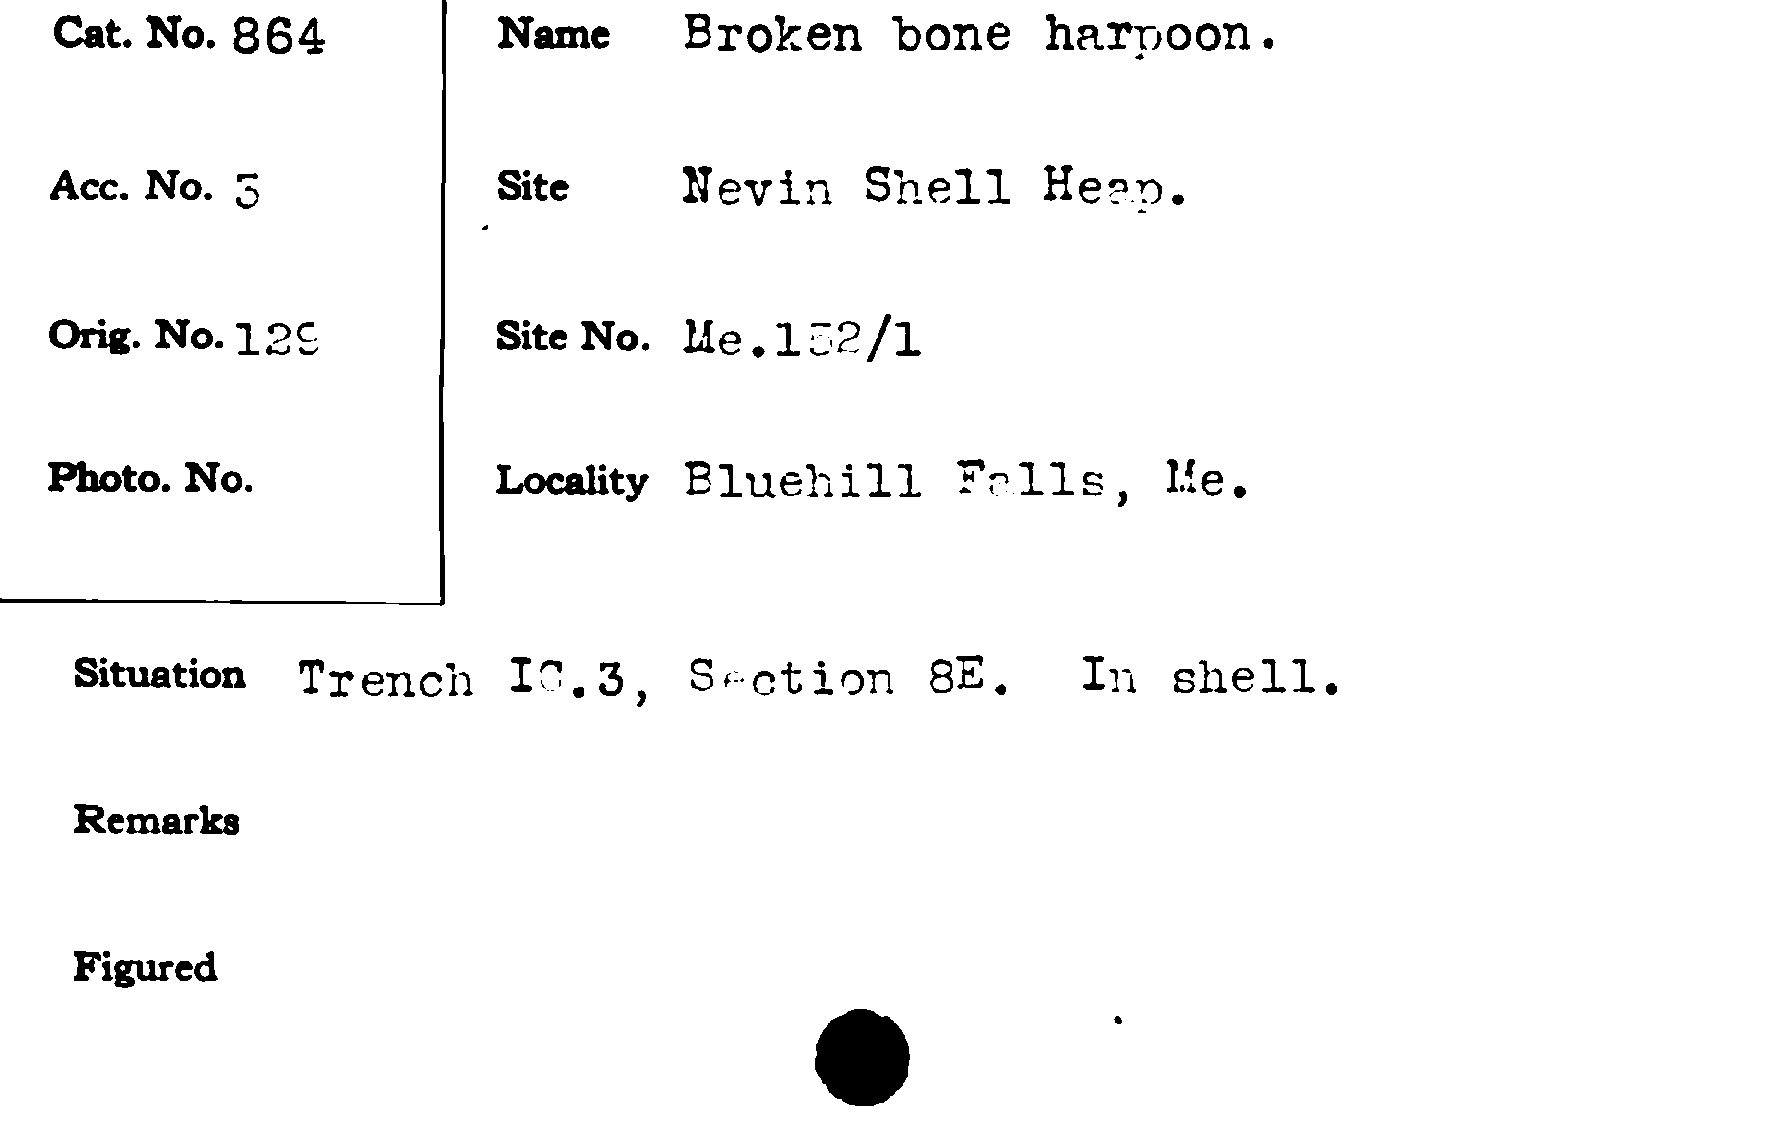 Cat. No. 864
Name Broken bone harpoon.
Acc. No.
Site Nevin Shell Heap.
Orig. No. 129
Site No. Me.152/1
Photo. No.
Locality Bluehill Falls, Me.
Situation Trench IC.3, Section 8E. In shell.
Remarks
Figured